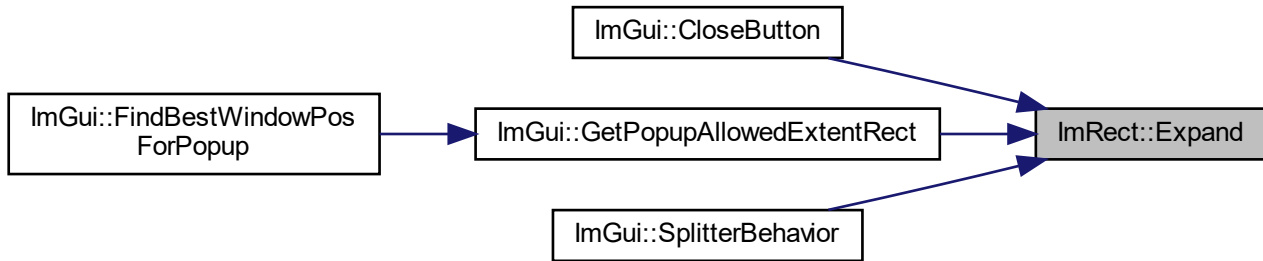 ImGui::CloseButton
ImGui::FindBestWindowPos
ForPopup
ImGui::GetPopupAllowedExtentRect
ImRect::Expand
ImGui::SplitterBehavior